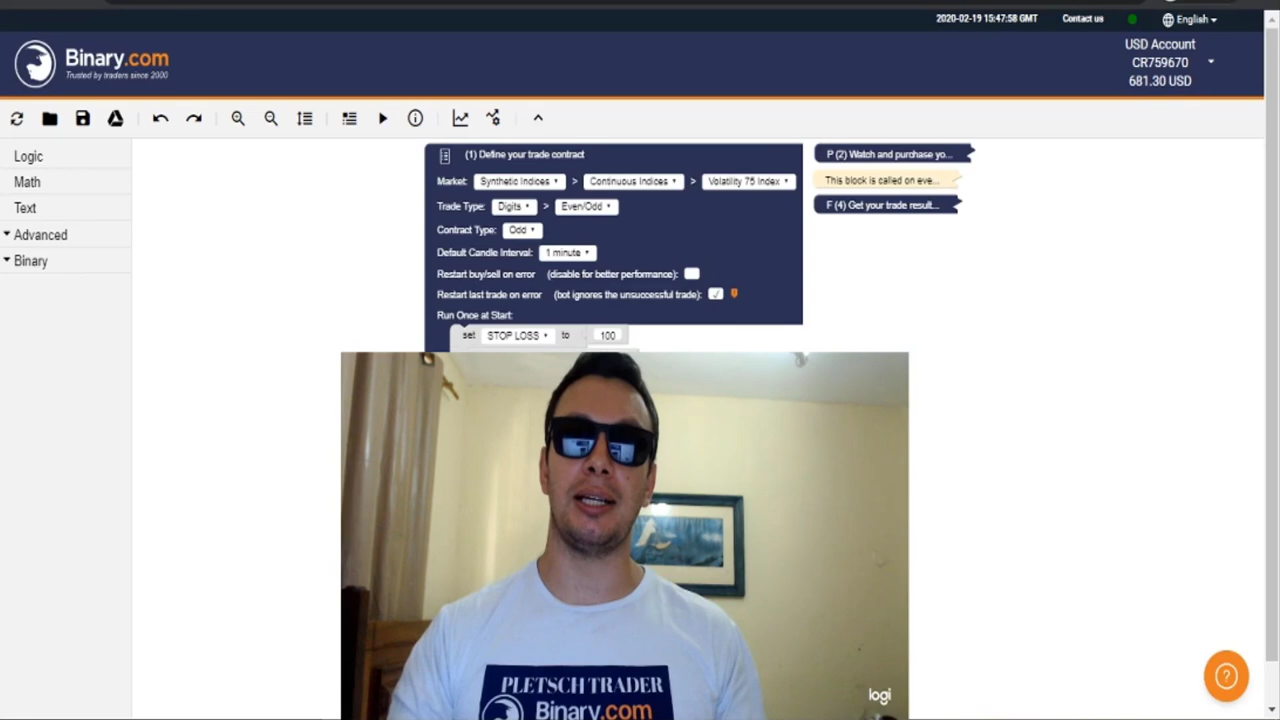 2020-02-19 15:47:58 GMT Contact us English
Binary.com
Trusted by traders since 2000
USD Account
CR759670
681.30 USD
Logic
Math
Text
Advanced
Binary
(1) Define your trade contract
Market: Synthetic Indices > Continuous Indices > Volatility 75 Index
Trade Type: Digits > Even/Odd
Contract Type: Odd
Default Candle Interval: 1 minute
Restart buy/sell on error (disable for better performance):
Restart last trade on error (bot ignores the unsuccessful trade):
Run Once at Start:
set STOP LOSS to 100
P (2) Watch and purchase yo...
This block is called on eve...
F (4) Get your trade result...
PLETSCH TRADER
Binary.com
logi